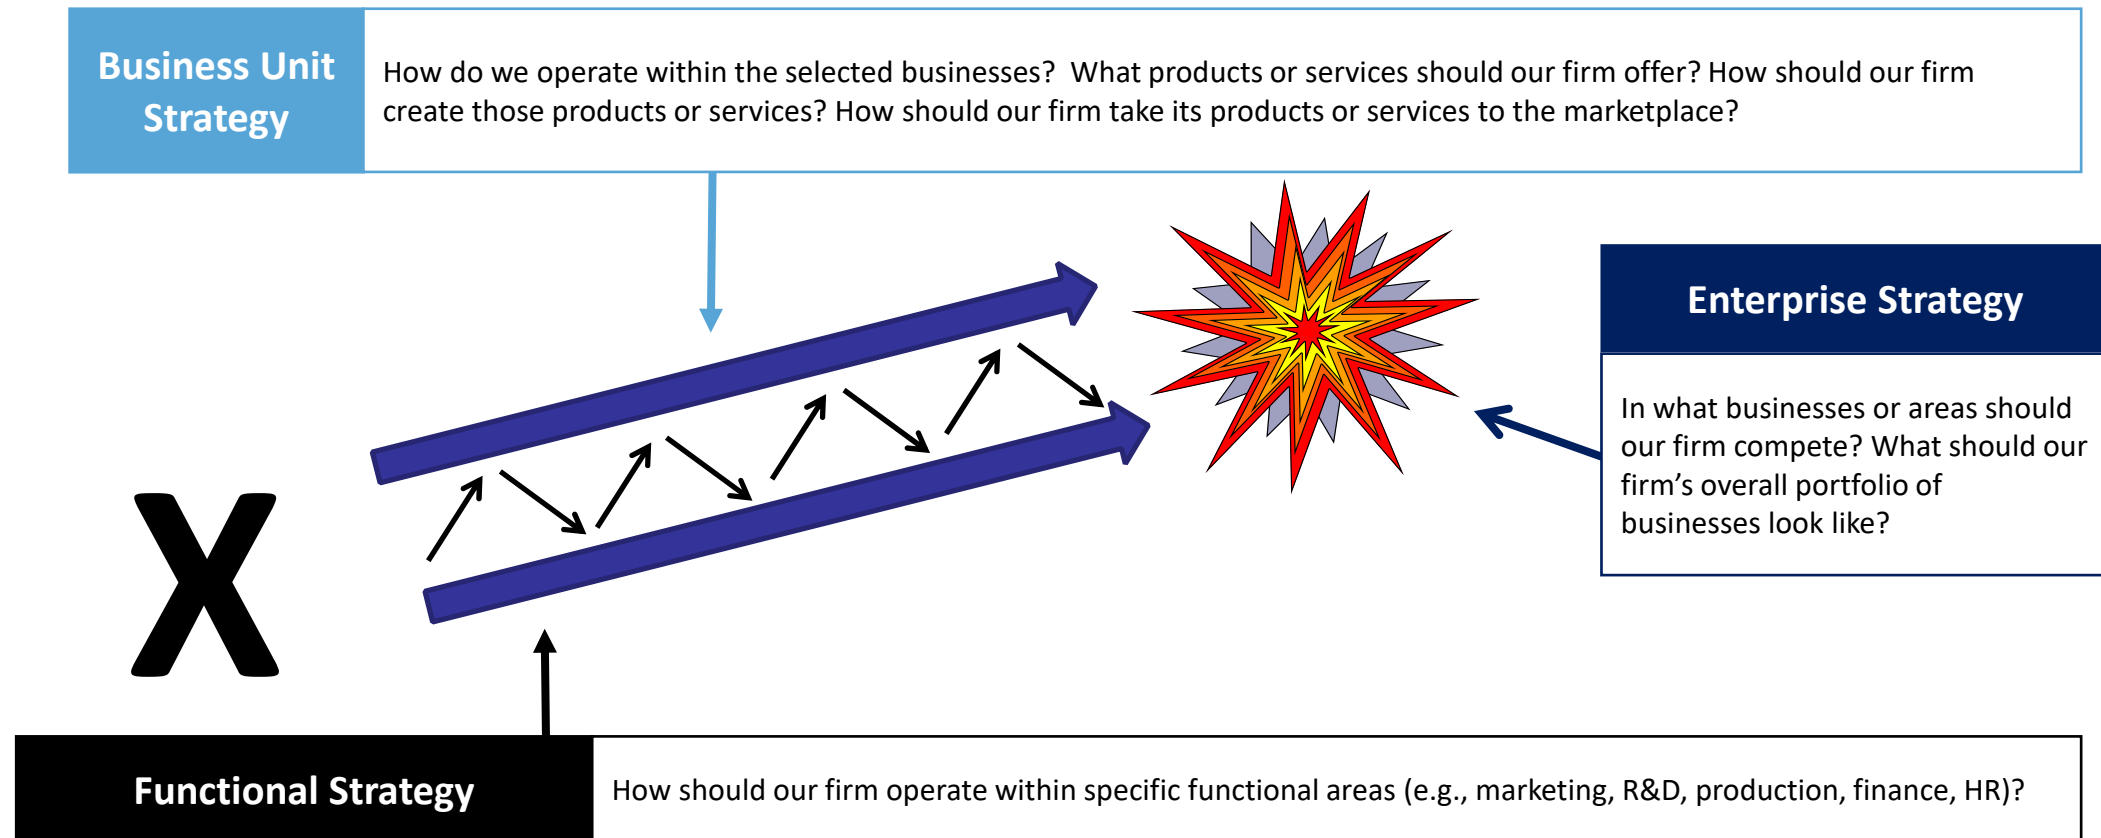 Business Unit
Strategy
How do we operate within the selected businesses?  What products or services should our firm offer? How should our firm
create those products or services? How should our firm take its products or services to the marketplace?
Enterprise Strategy
In what businesses or areas should
our firm compete? What should our
firm’s overall portfolio of
businesses look like?
X
Functional Strategy
How should our firm operate within specific functional areas (e.g., marketing, R&D, production, finance, HR)?